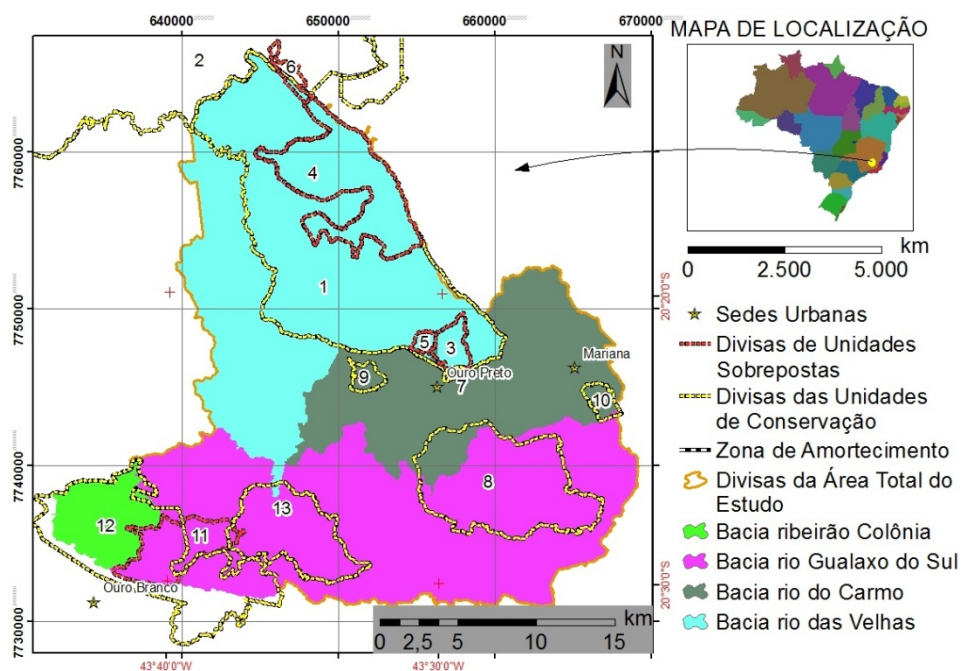 640000
650000
660000
670000
MAPA DE LOCALIZAÇÃO
N
2
6
7760000
4
km
0
2.500
5.000
1
7750000
20°20'0"S
5
3
Mariana
Ouro Preto
9
7
10
7740000
8
13
12
11
Ouro Branco
20°30'0"S
7730000
km
0
2,5
5
10
15
43°40'0"W
43°30'0"W
Sedes Urbanas
Divisas de Unidades
Sobrepostas
Divisas das Unidades
de Conservação
Zona de Amortecimento
Divisas da Área Total do
Estudo
Bacia ribeirão Colônia
Bacia rio Gualaxo do Sul
Bacia rio do Carmo
Bacia rio das Velhas